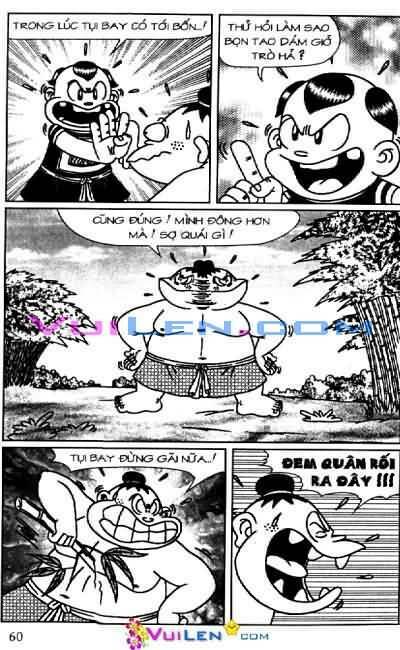 TRONG LÚC TỤI BAY CÓ TỚI BỐN..!
THỬ HỎI LÀM SAO
BỌN TAO DÁM GIỞ
TRÒ HẢ?
CŨNG ĐÚNG! MÌNH ĐÔNG HƠN
MÀ! SỢ QUÁI GÌ!
VuiLen.com
TỤI BAY ĐỪNG GÃI NỮA..!
ĐEM QUÂN RỐI
RA ĐÂY!!!
60
VuiLen.com